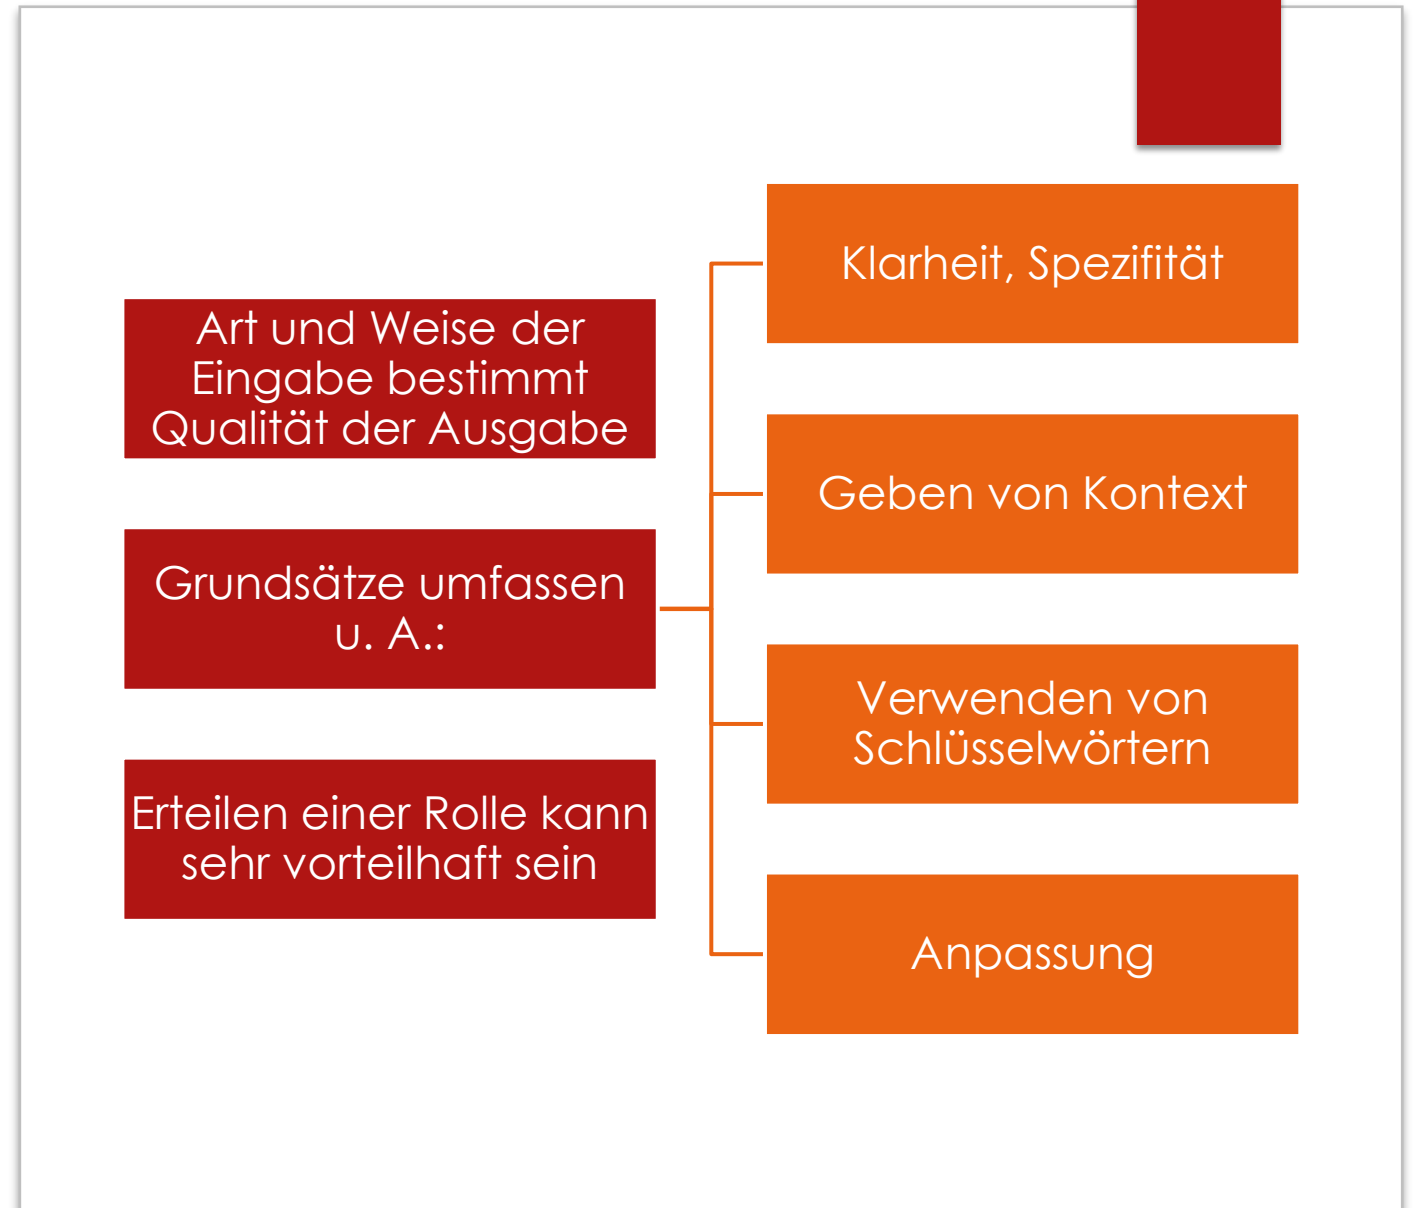 Art und Weise der
Eingabe bestimmt
Qualität der Ausgabe
Grundsätze umfassen
u. A.:
Klarheit, Spezifität
Geben von Kontext
Verwenden von
Schlüsselwörtern
Anpassung
Erteilen einer Rolle kann
sehr vorteilhaft sein